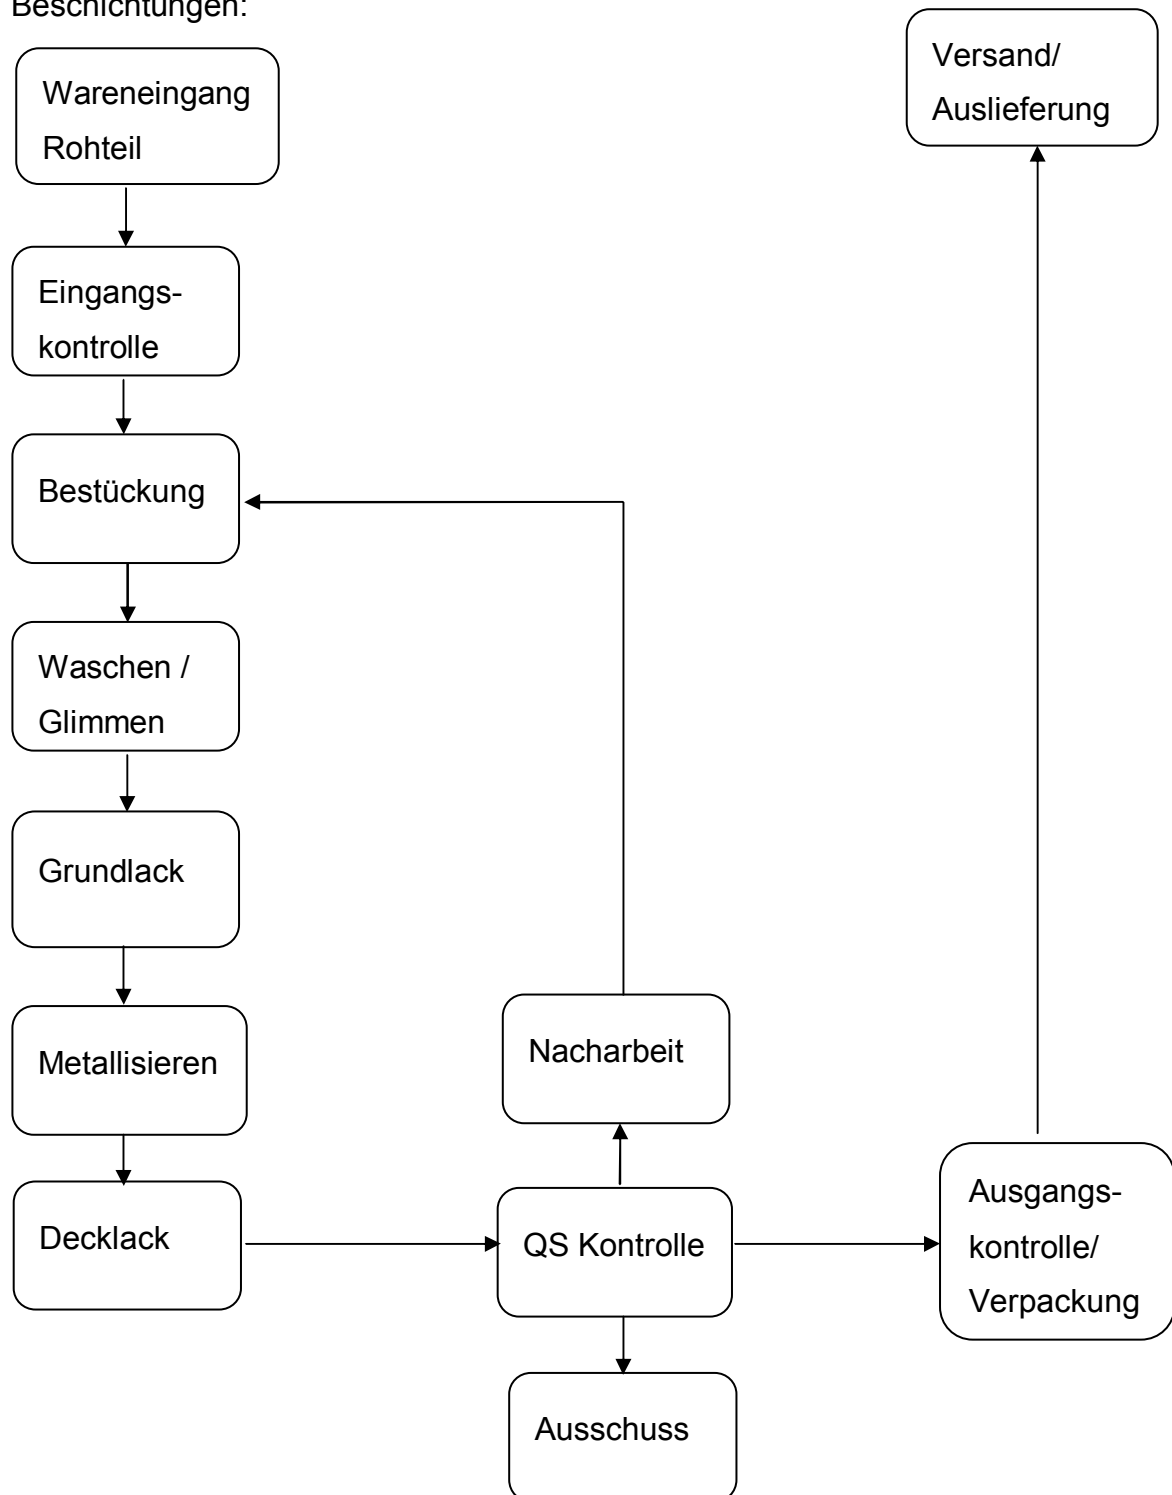 Beschichtungen:
Wareneingang
Rohteil
Eingangs-
kontrolle
Bestückung
Waschen /
Glimmen
Grundlack
Metallisieren
Decklack
Nacharbeit
QS Kontrolle
Ausschuss
Versand/
Auslieferung
Ausgangs-
kontrolle/
Verpackung